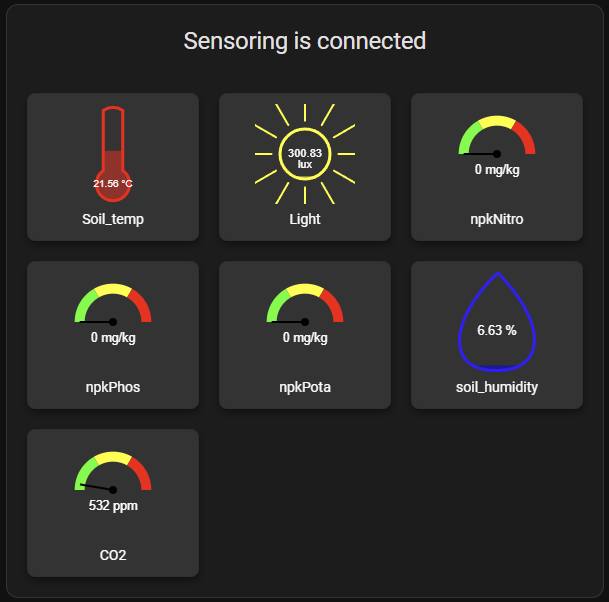 Sensoring is connected
21.56 °C
Soil_temp
300.83
lux
Light
0 mg/kg
npkNitro
0 mg/kg
npkPhos
0 mg/kg
npkPota
6.63 %
soil_humidity
532 ppm
CO2